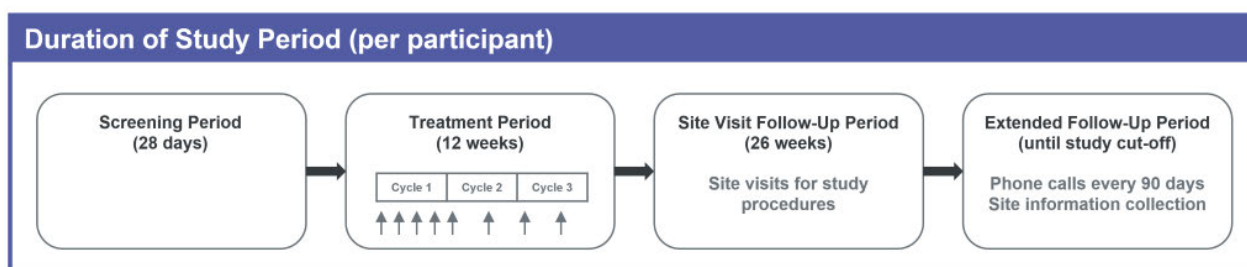 Duration of Study Period (per participant)
Screening Period
(28 days)
Treatment Period
(12 weeks)
Cycle 1
Cycle 2
Cycle 3
Site Visit Follow-Up Period
(26 weeks)
Site visits for study
procedures
Extended Follow-Up Period
(until study cut-off)
Phone calls every 90 days
Site information collection